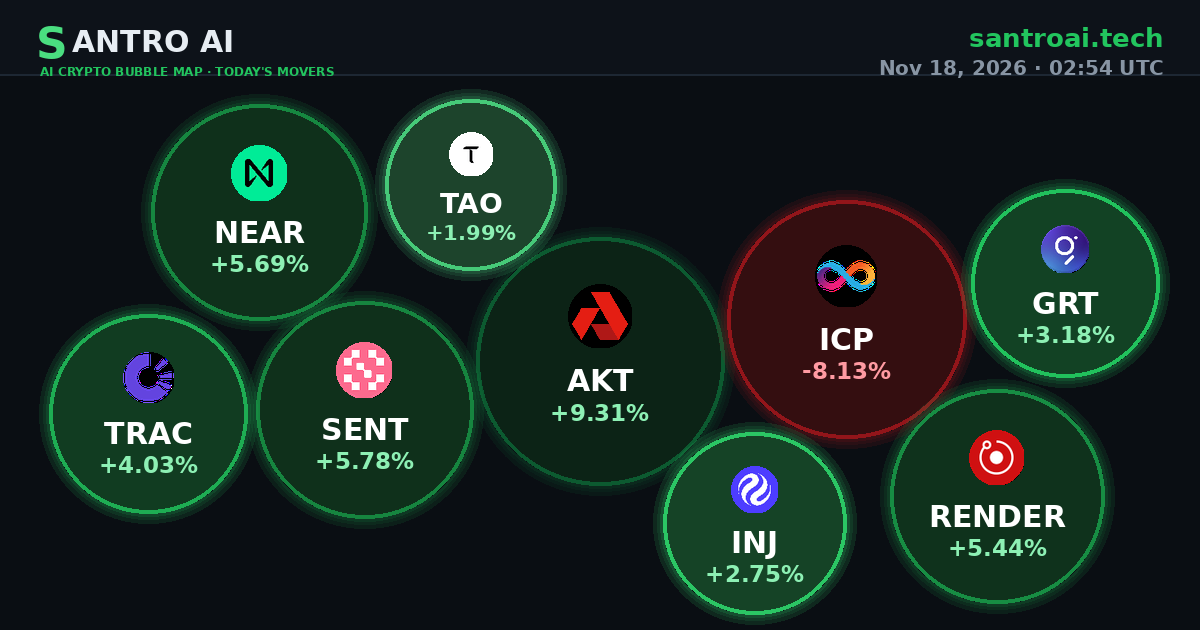 SANTRO AI
AI CRYPTO BUBBLE MAP · TODAY'S MOVERS
santroai.tech
Nov 18, 2026 · 02:54 UTC
NEAR
+5.69%
TAO
+1.99%
TRAC
+4.03%
SENT
+5.78%
AKT
+9.31%
ICP
-8.13%
GRT
+3.18%
INJ
+2.75%
RENDER
+5.44%